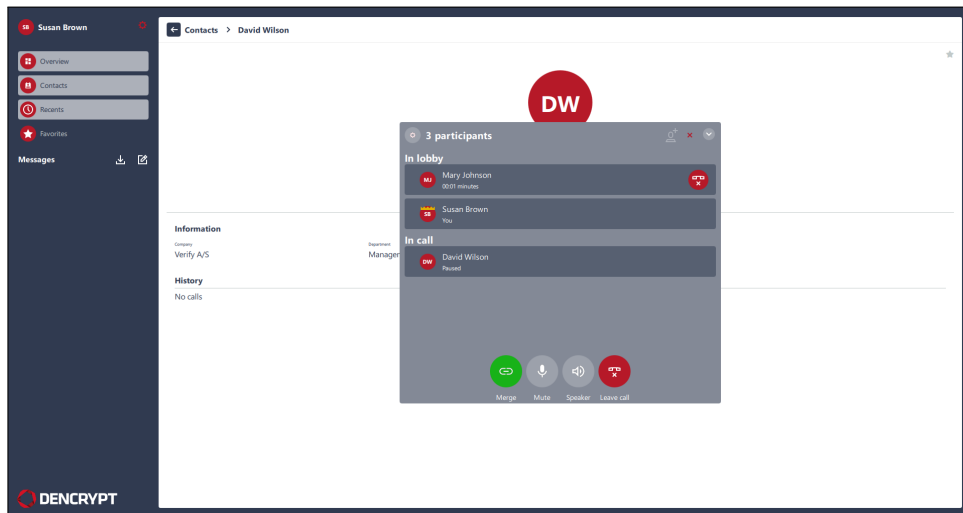 SB Susan Brown
Overview
Contacts
Recents
Favorites
Messages
DENCRYPT
Contacts > David Wilson
DW
Information
Company
Verify A/S
Department
Manager
History
No calls
3 participants
In lobby
MJ Mary Johnson
00:01 minutes
SB Susan Brown
You
In call
DW David Wilson
Paused
Merge Mute Speaker Leave call